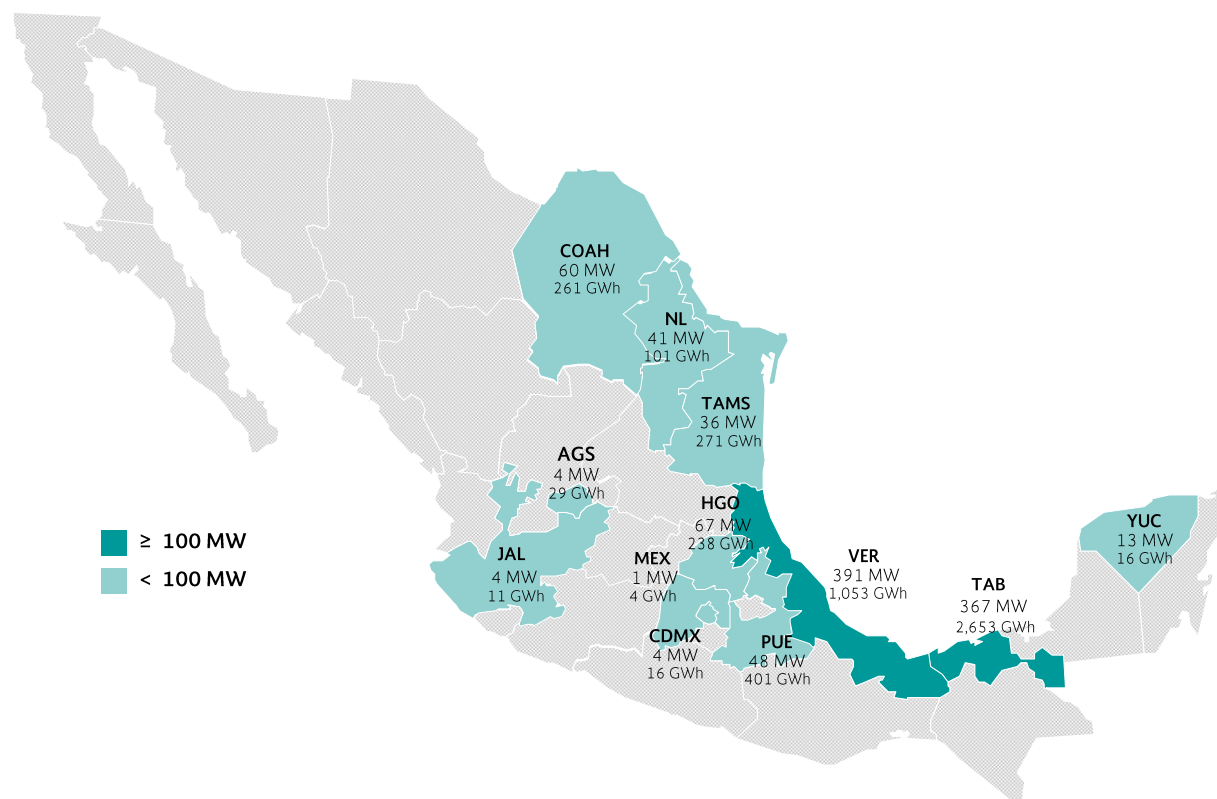 COAH
60 MW
261 GWh
NL
41 MW
101 GWh
TAMS
36 MW
271 GWh
AGS
4 MW
29 GWh
HGO
67 MW
238 GWh
YUC
13 MW
16 GWh
≥ 100 MW
< 100 MW
JAL
4 MW
11 GWh
MEX
1 MW
4 GWh
VER
391 MW
1,053 GWh
TAB
367 MW
2,653 GWh
CDMX
4 MW
16 GWh
PUE
48 MW
401 GWh